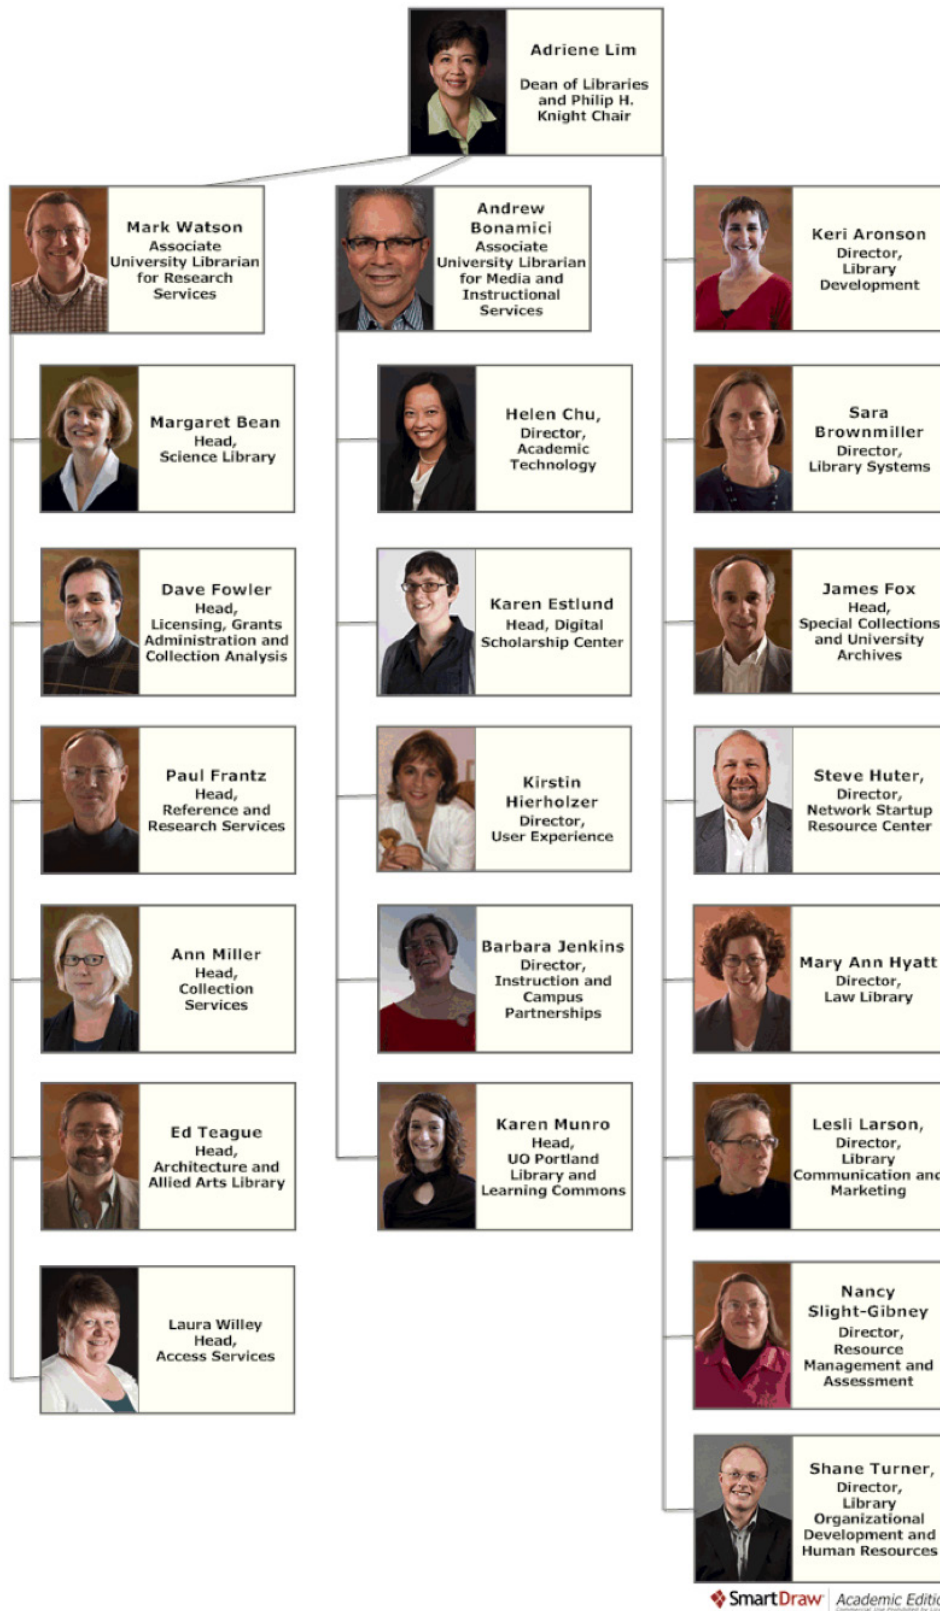 Adriene Lim
Dean of Libraries
and Philip H.
Knight Chair
Mark Watson
Associate
University Librarian
for Research
Services
Margaret Bean
Head,
Science Library
Dave Fowler
Head,
Licensing, Grants
Administration and
Collection Analysis
Paul Frantz
Head,
Reference and
Research Services
Ann Miller
Head,
Collection
Services
Ed Teague
Head,
Architecture and
Allied Arts Library
Laura Willey
Head,
Access Services
Andrew
Bonamici
Associate
University Librarian
for Media and
Instructional
Services
Helen Chu,
Director,
Academic
Technology
Karen Estlund
Head, Digital
Scholarship Center
Kirstin
Hierholzer
Director,
User Experience
Barbara Jenkins
Director,
Instruction and
Campus
Partnerships
Karen Munro
Head,
UO Portland
Library and
Learning Commons
Keri Aronson
Director,
Library
Development
Sara
Brownmiller
Director,
Library Systems
James Fox
Head,
Special Collections
and University
Archives
Steve Huter,
Director,
Network Startup
Resource Center
Mary Ann Hyatt
Director,
Law Library
Lesli Larson,
Director,
Library
Communication and
Marketing
Nancy
Slight-Gibney
Director,
Resource
Management and
Assessment
Shane Turner,
Director,
Library
Organizational
Development and
Human Resources
SmartDraw Academic Editio